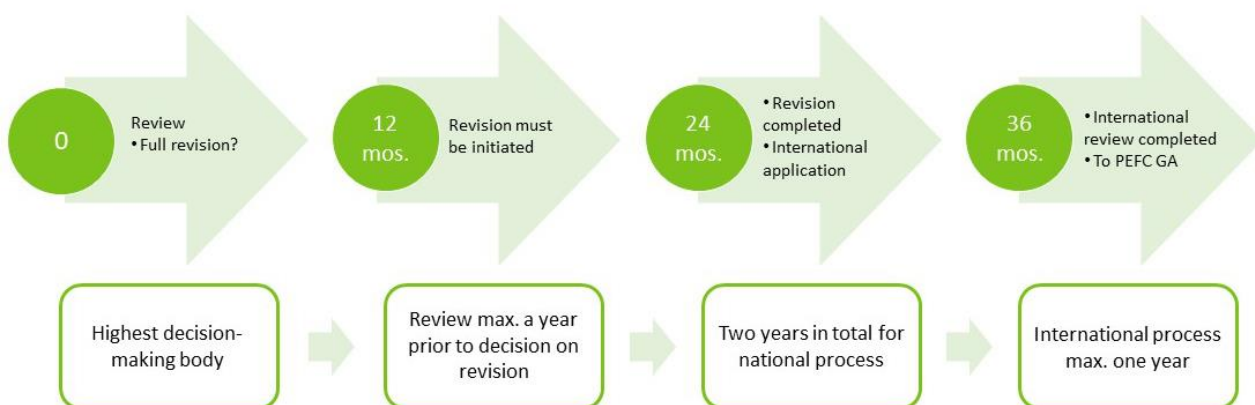 0
Review
• Full revision?
12
mos.
Revision must
be initiated
24
mos.
• Revision
completed
• International
application
36
mos.
• International
review completed
• To PEFC GA
Highest decision-
making body
Review max. a year
prior to decision on
revision
Two years in total for
national process
International process
max. one year